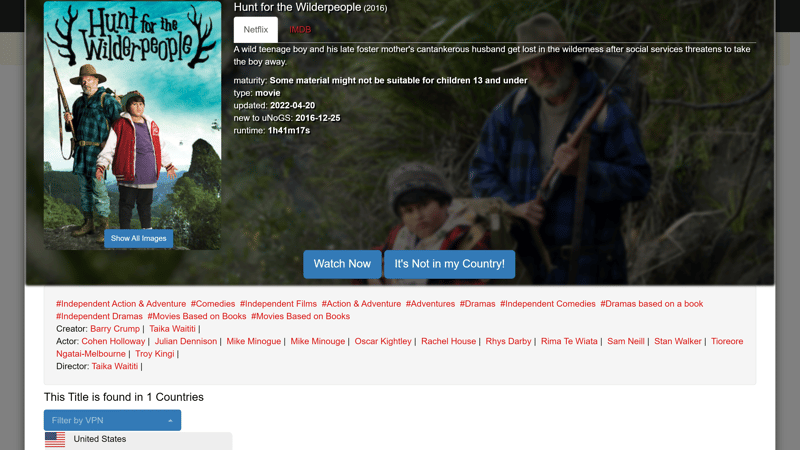 Hunt for the
Wilderpeople
Hunt for the Wilderpeople (2016)
Netflix IMDB
A wild teenage boy and his late foster mother's cantankerous husband get lost in the wilderness after social services threatens to take
the boy away.
maturity: Some material might not be suitable for children 13 and under
type: movie
updated: 2022-04-20
new to uNoGS: 2016-12-25
runtime: 1h41m17s
Show All Images
Watch Now It's Not in my Country!
#Independent Action & Adventure #Comedies #Independent Films #Action & Adventure #Adventures #Dramas #Independent Comedies #Dramas based on a book
#Independent Dramas #Movies Based on Books #Movies Based on Books
Creator: Barry Crump | Taika Waititi |
Actor: Cohen Holloway | Julian Dennison | Mike Minogue | Mike Minouge | Oscar Kightley | Rachel House | Rhys Darby | Rima Te Wiata | Sam Neill | Stan Walker | Tioreore
Ngatai-Melbourne | Troy Kingi |
Director: Taika Waititi |
This Title is found in 1 Countries
Filter by VPN
United States